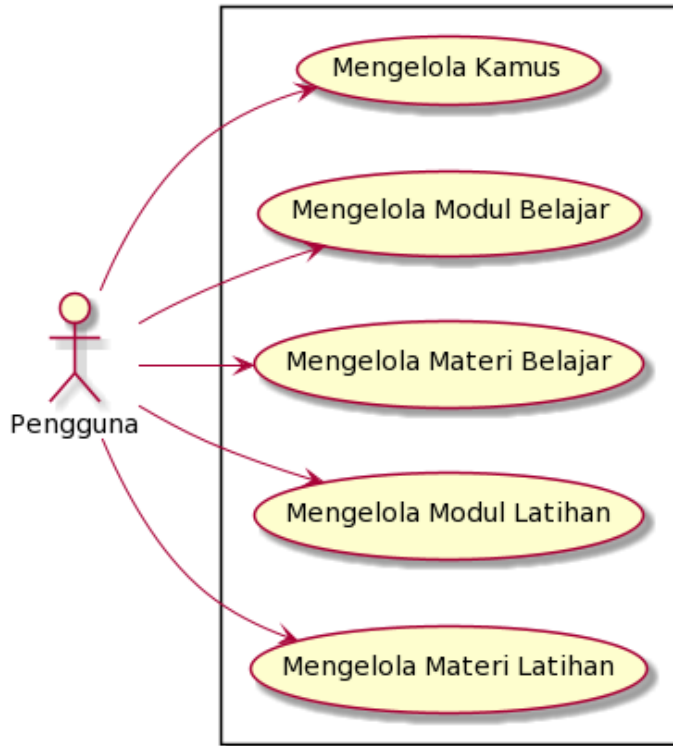 Mengelola Kamus
Mengelola Modul Belajar
Mengelola Materi Belajar
Pengguna
Mengelola Modul Latihan
Mengelola Materi Latihan